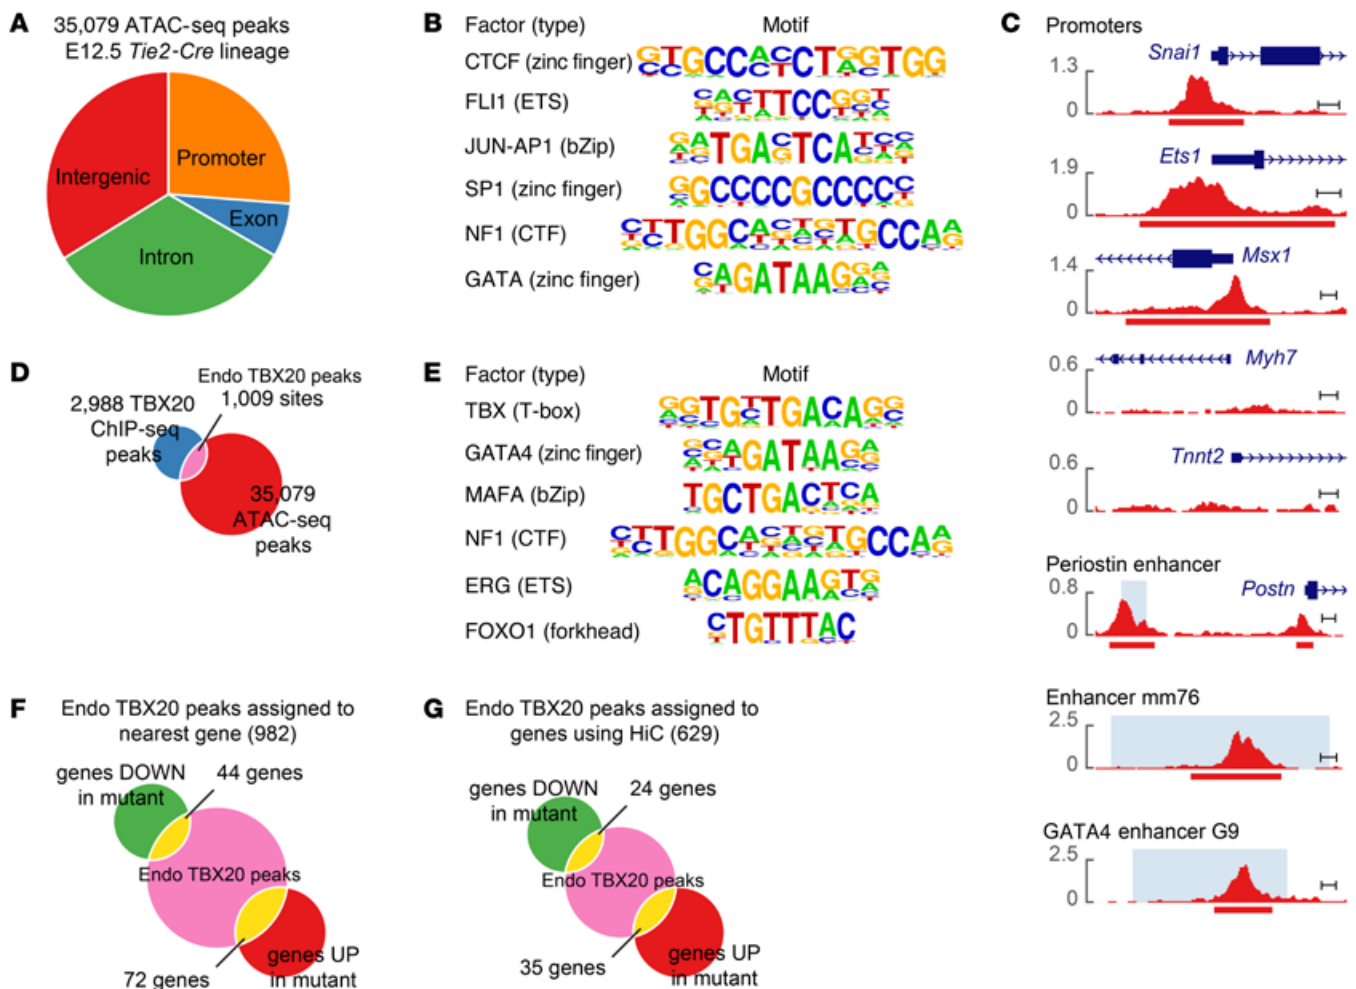 A
35,079 ATAC-seq peaks
E12.5 Tie2-Cre lineage
Intergenic
Promoter
Exon
Intron
B
Factor (type)
Motif
CTCF (zinc finger)
FLI1 (ETS)
JUN-AP1 (bZip)
SP1 (zinc finger)
NF1 (CTF)
GATA (zinc finger)
C
Promoters
Snai1
1.3
0
Ets1
1.9
0
Msx1
1.4
0
Myh7
0.6
0
Tnnt2
0.6
0
Periostin enhancer
Postn
0.8
0
Enhancer mm76
2.5
0
GATA4 enhancer G9
2.5
0
D
Endo TBX20 peaks
1,009 sites
2,988 TBX20
ChIP-seq
peaks
35,079
ATAC-seq
peaks
E
Factor (type)
Motif
TBX (T-box)
GATA4 (zinc finger)
MAFA (bZip)
NF1 (CTF)
ERG (ETS)
FOXO1 (forkhead)
F
Endo TBX20 peaks assigned to
nearest gene (982)
genes DOWN
in mutant
44 genes
Endo TBX20 peaks
72 genes
genes UP
in mutant
G
Endo TBX20 peaks assigned to
genes using HiC (629)
genes DOWN
in mutant
24 genes
Endo TBX20 peaks
35 genes
genes UP
in mutant